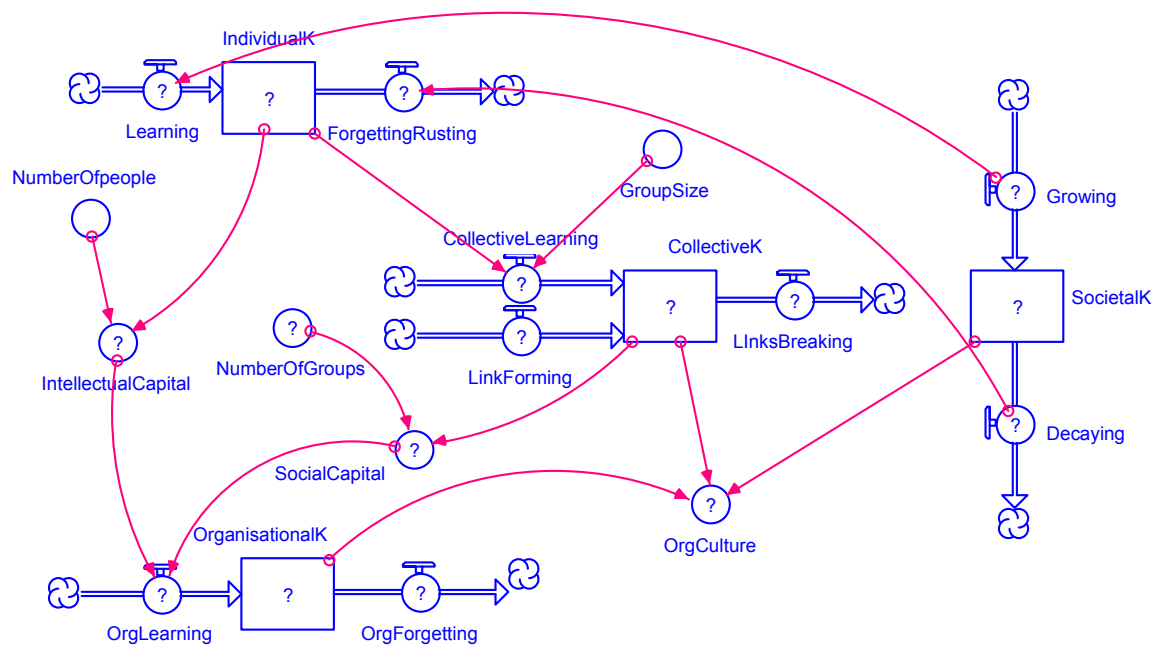 IndividualK
?
?
?
Learning
ForgettingRusting
NumberOfpeople
GroupSize
?
Growing
CollectiveLearning
CollectiveK
?
?
?
?
SocietalK
?
?
?
LInksBreaking
NumberOfGroups
LinkForming
IntellectualCapital
?
Decaying
?
SocialCapital
?
OrgCulture
OrganisationalK
?
?
?
OrgLearning
OrgForgetting